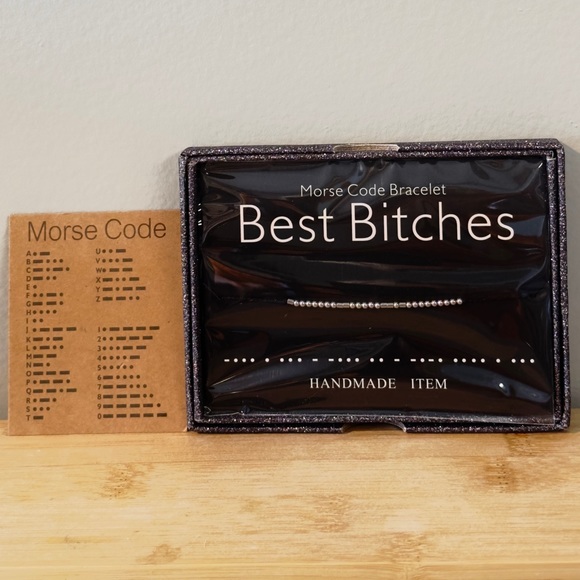 Morse Code
A
U
B
V
C
W
D
X
E
Y
F
Z
G
H
I
J
K
L
M
N
O
P
Q
R
S
T
Morse Code Bracelet
Best Bitches
-••• • ••• - -••• •• - -•-• •••• • •••
HANDMADE ITEM